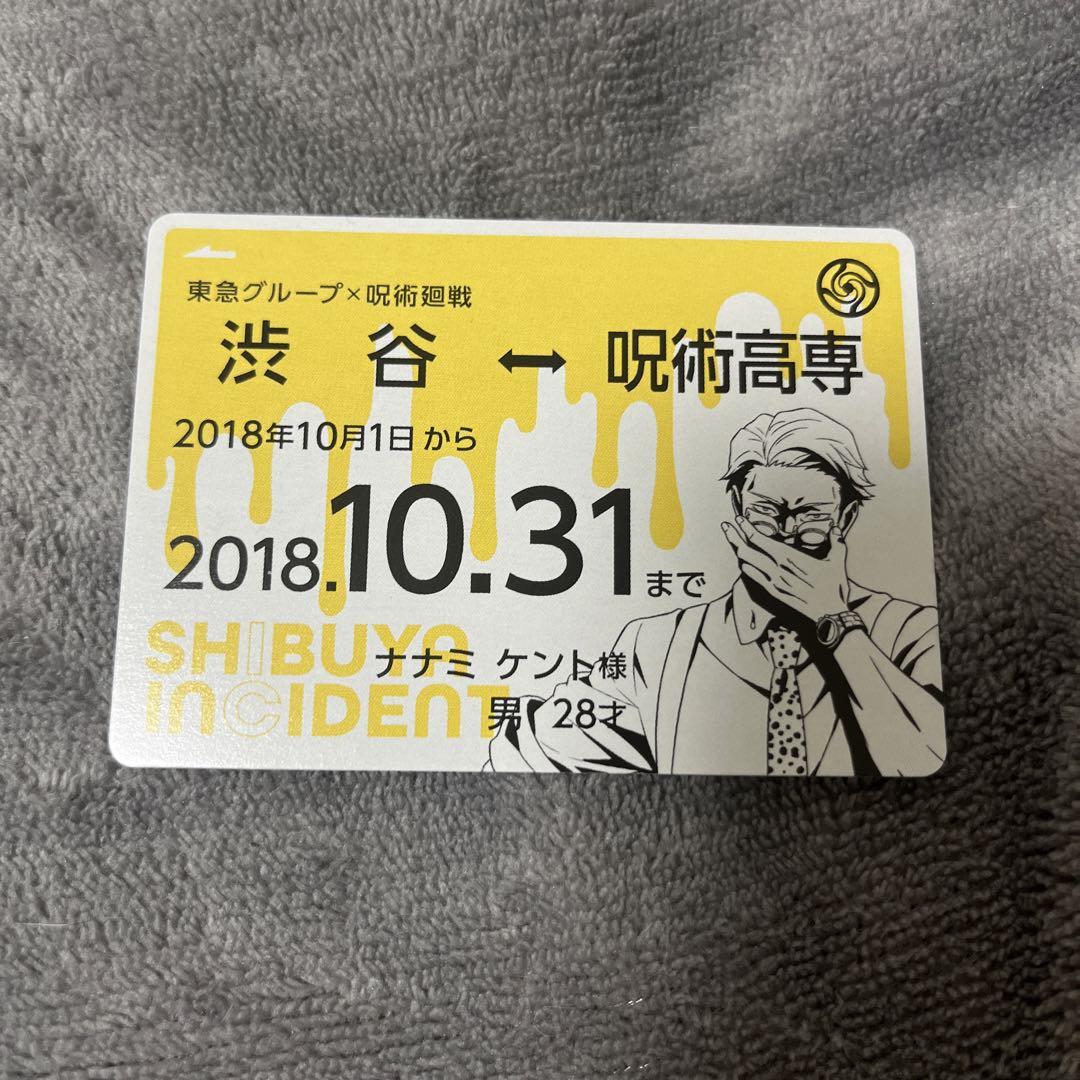 東急グループ×呪術廻戦
渋谷 ↔ 呪術高専
2018年10月1日から
2018.10.31まで
SHIBUYA
INCIDENT
ナナミ ケント様
男 28才